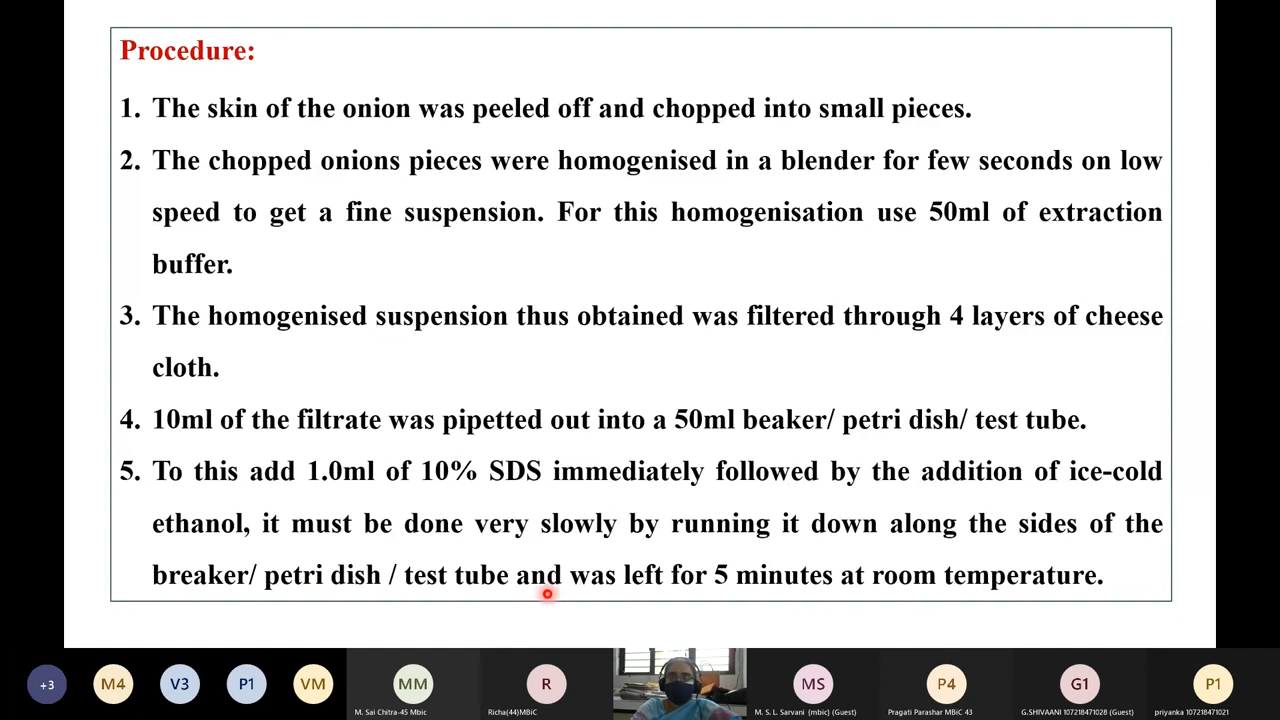 Procedure:
1. The skin of the onion was peeled off and chopped into small pieces.
2. The chopped onions pieces were homogenised in a blender for few seconds on low
speed to get a fine suspension. For this homogenisation use 50ml of extraction
buffer.
3. The homogenised suspension thus obtained was filtered through 4 layers of cheese
cloth.
4. 10ml of the filtrate was pipetted out into a 50ml beaker/ petri dish/ test tube.
5. To this add 1.0ml of 10% SDS immediately followed by the addition of ice-cold
ethanol, it must be done very slowly by running it down along the sides of the
breaker/ petri dish / test tube and was left for 5 minutes at room temperature.
+3 M4 V3 P1 VM MM R MS P4 G1 P1
M. Sai Chitra-45 Mbic Richa(44)MBiC M. S. L. Sarvani (mbic) (Guest) Pragati Parashar MBiC 43 G.SHIVAANI 107218471028 (Guest) priyanka 107218471021